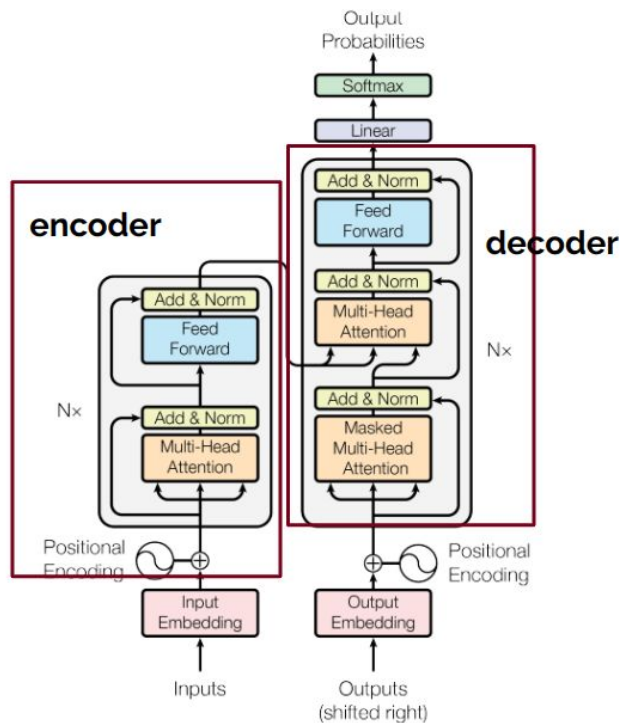 Output
Probabilities
Softmax
Linear
encoder
decoder
Add & Norm
Feed
Forward
Add & Norm
Multi-Head
Attention
Add & Norm
Masked
Multi-Head
Attention
N×
Add & Norm
Feed
Forward
Add & Norm
Multi-Head
Attention
N×
Positional
Encoding
Positional
Encoding
Input
Embedding
Output
Embedding
Inputs
Outputs
(shifted right)